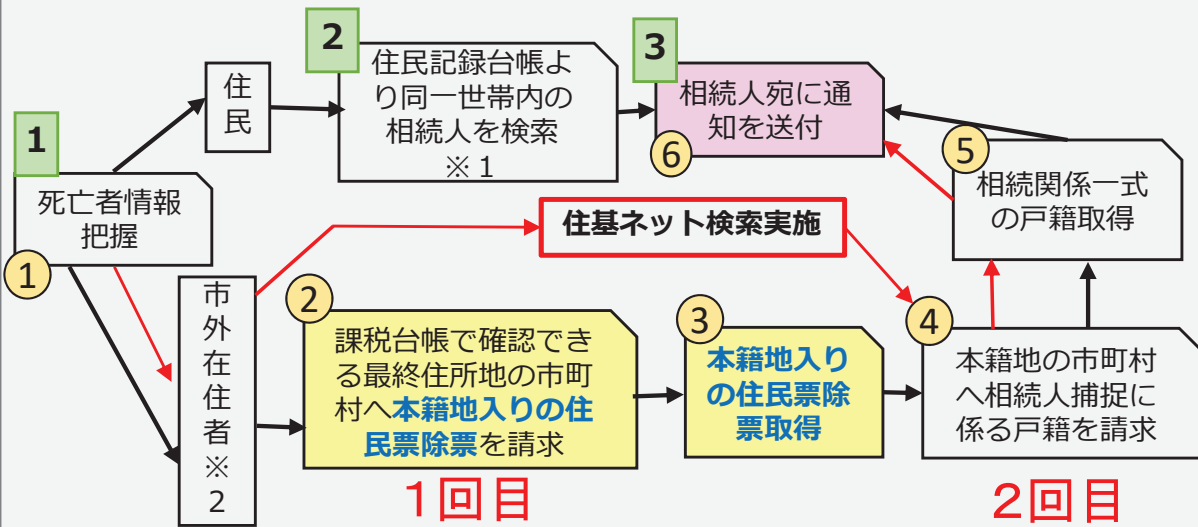 1
死亡者情報
把握
①
住
民
2
住民記録台帳よ
り同一世帯内の
相続人を検索
※1
3
相続人宛に通
知を送付
⑥
市
外
在
住
者
※
2
住基ネット検索実施
②
課税台帳で確認でき
る最終住所地の市町
村へ本籍地入りの住
民票除票を請求
1回目
③
本籍地入り
の住民票除
票取得
④
本籍地の市町村
へ相続人捕捉に
係る戸籍を請求
2回目
⑤
相続関係一式
の戸籍取得